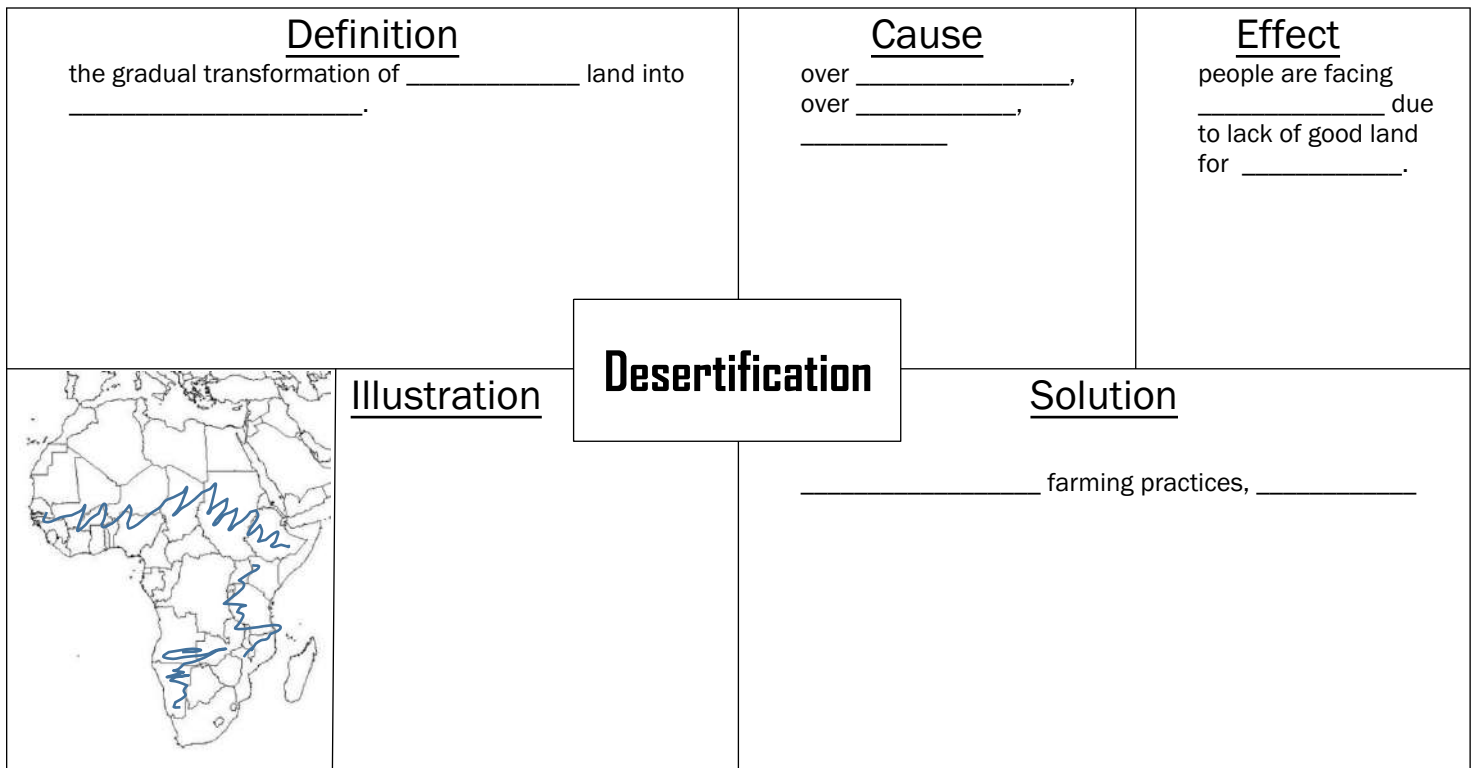 Definition
the gradual transformation of _____________ land into
______________________.
Cause
over ________________,
over ____________,
___________
Effect
people are facing
______________ due
to lack of good land
for ____________.
Desertification
Illustration
Solution
__________________ farming practices, ____________